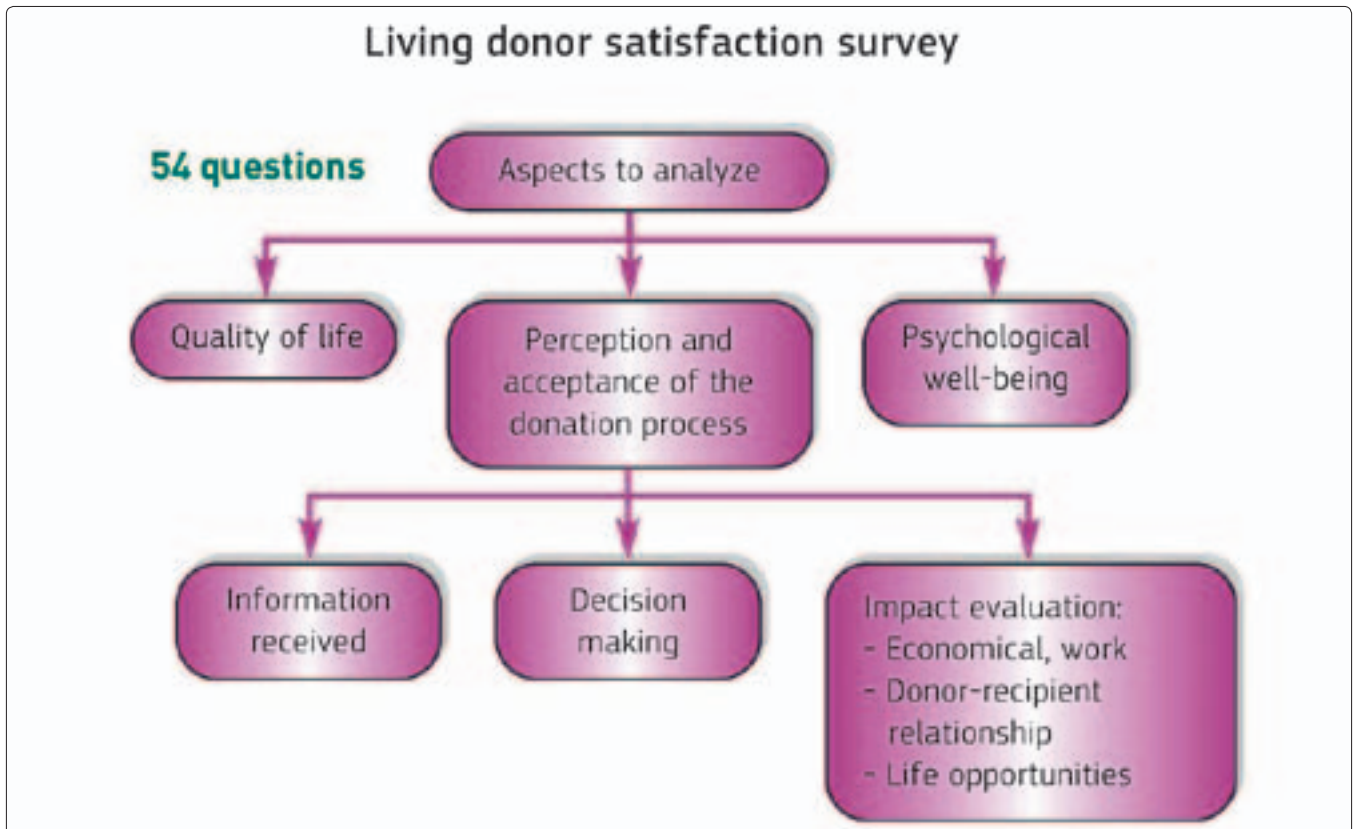 Living donor satisfaction survey
54 questions
Aspects to analyze
Quality of life
Perception and
acceptance of the
donation process
Psychological
well-being
Information
received
Decision
making
Impact evaluation:
- Economical, work
- Donor-recipient
relationship
- Life opportunities